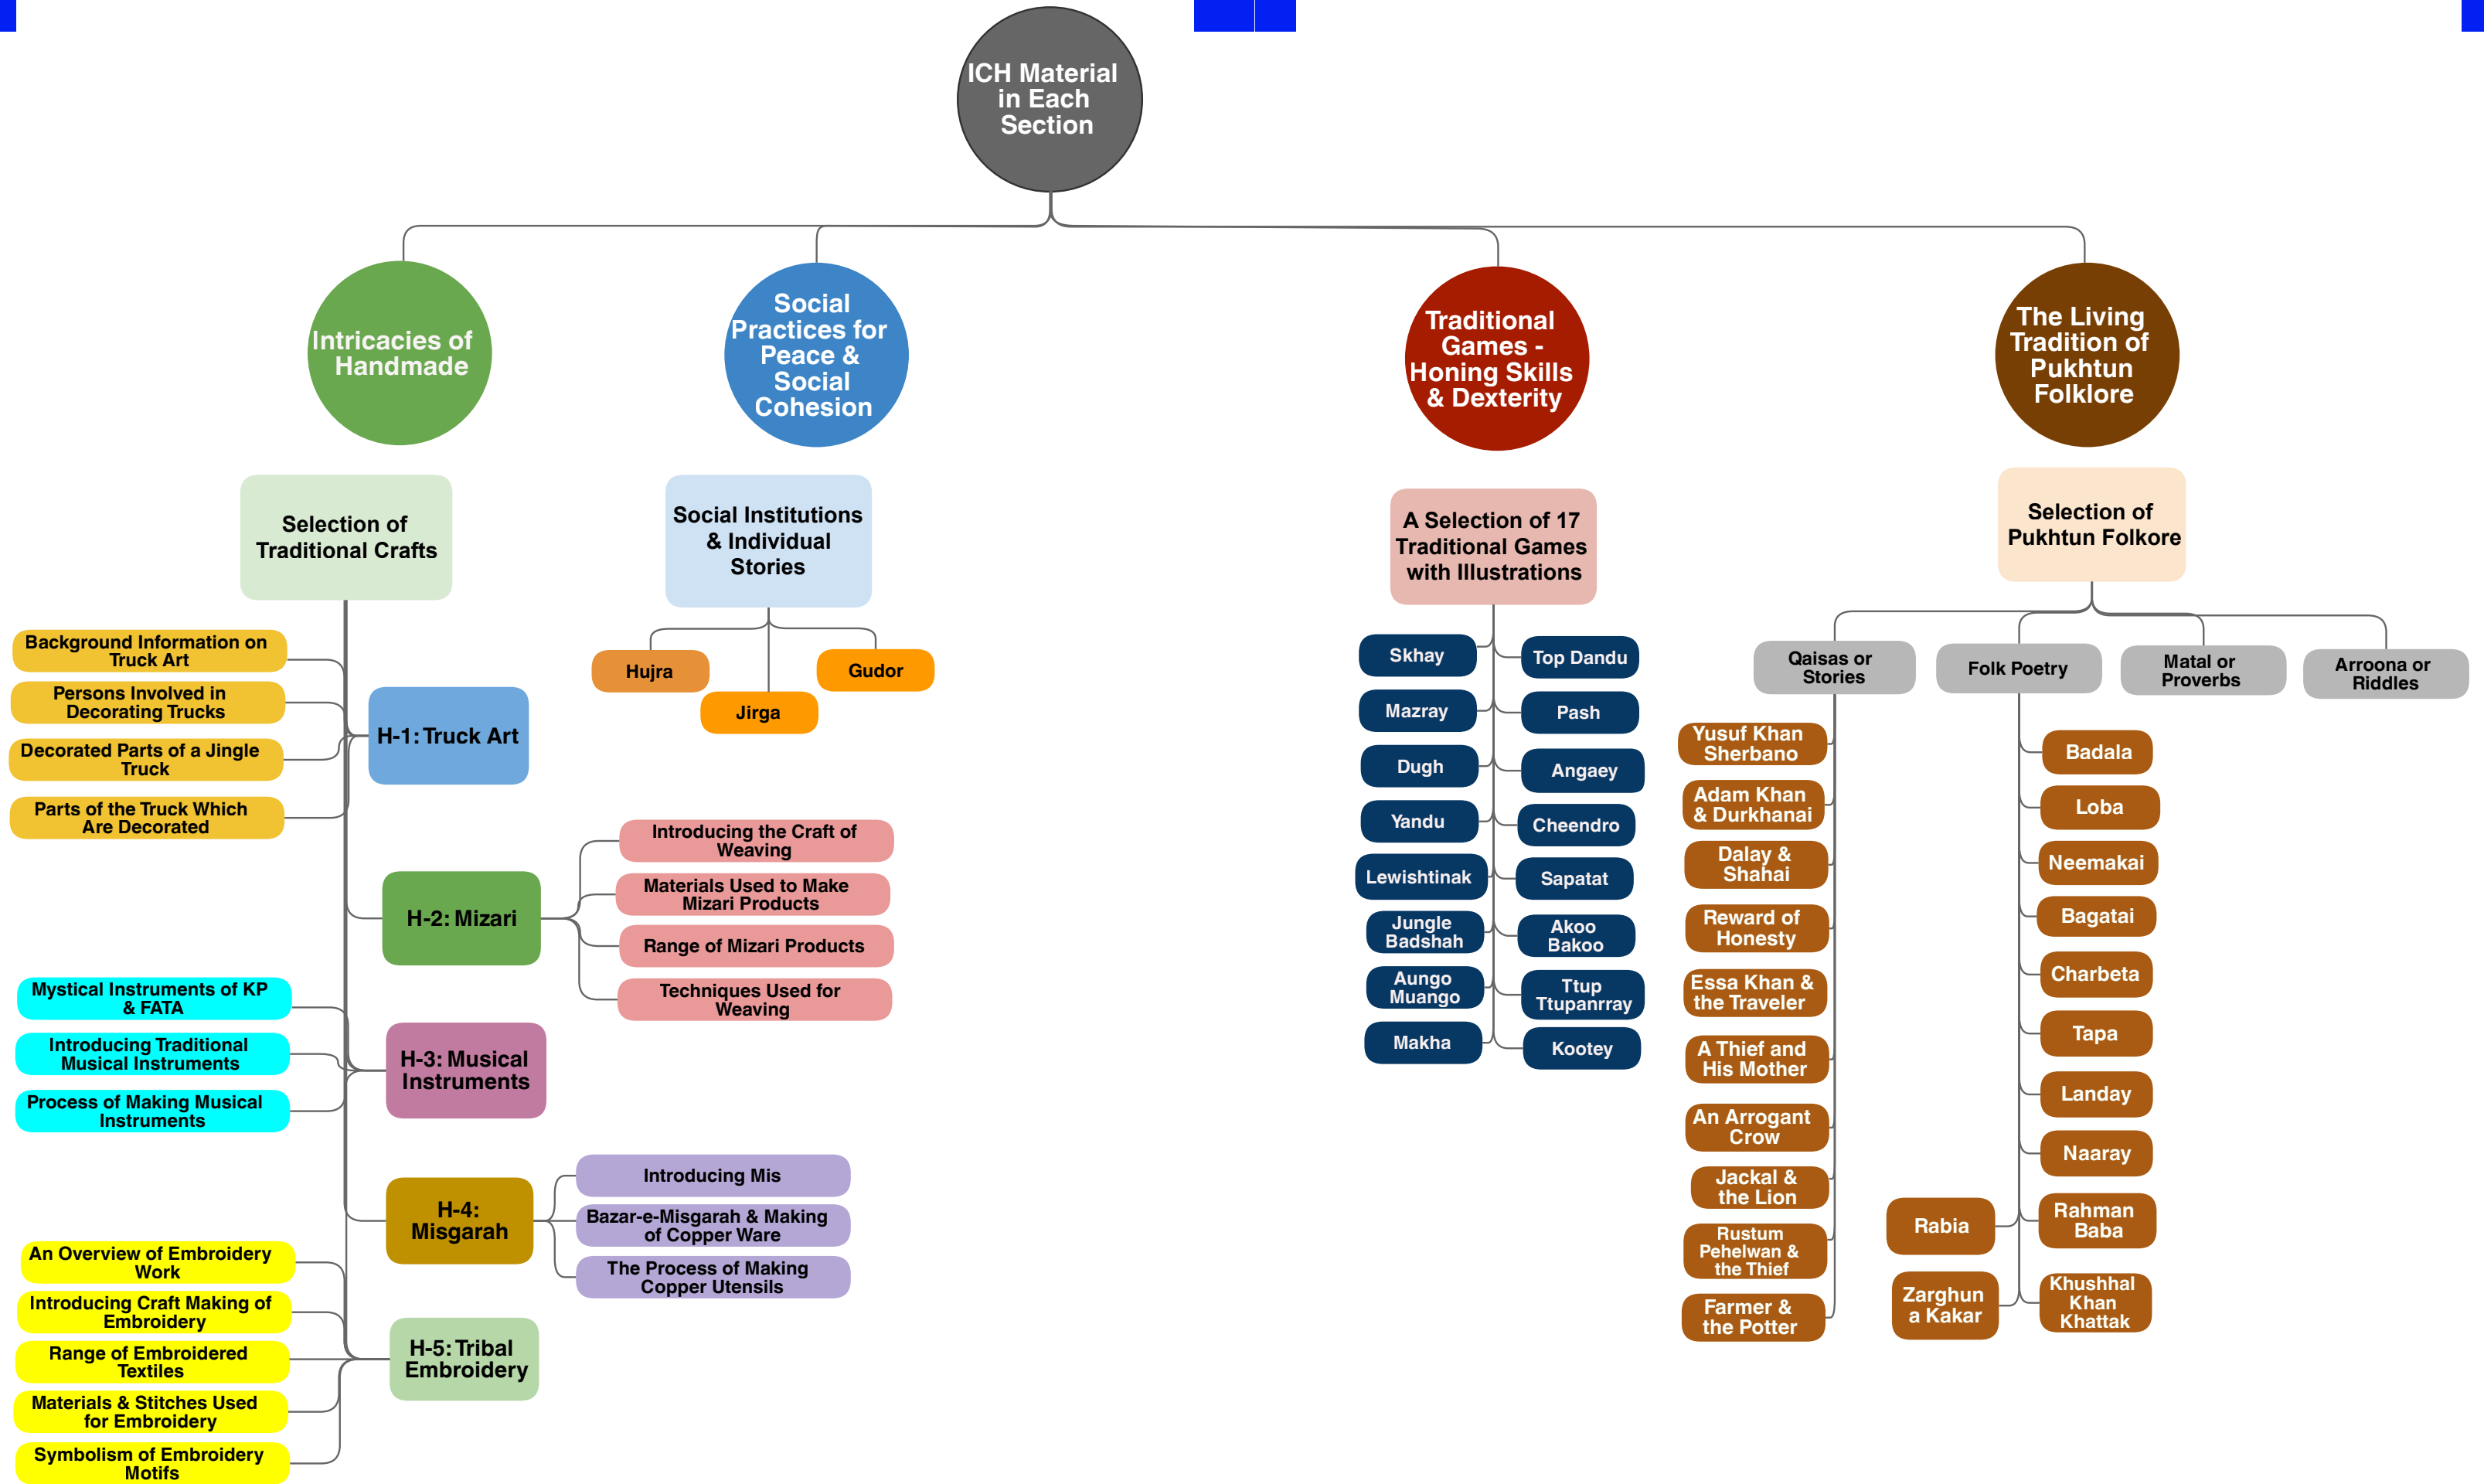 ICH Material
in Each
Section
Intricacies of
Handmade
Social
Practices for
Peace &
Social
Cohesion
Traditional
Games -
Honing Skills
& Dexterity
The Living
Tradition of
Pukhtun
Folklore
Selection of
Traditional Crafts
Background Information on
Truck Art
Persons Involved in
Decorating Trucks
Decorated Parts of a Jingle
Truck
Parts of the Truck Which
Are Decorated
H-1: Truck Art
H-2: Mizari
Introducing the Craft of
Weaving
Materials Used to Make
Mizari Products
Range of Mizari Products
Techniques Used for
Weaving
Mystical Instruments of KP
& FATA
Introducing Traditional
Musical Instruments
Process of Making Musical
Instruments
H-3: Musical
Instruments
H-4:
Misgarah
Introducing Mis
Bazar-e-Misgarah & Making
of Copper Ware
The Process of Making
Copper Utensils
An Overview of Embroidery
Work
Introducing Craft Making of
Embroidery
Range of Embroidered
Textiles
Materials & Stitches Used
for Embroidery
Symbolism of Embroidery
Motifs
H-5: Tribal
Embroidery
Social Institutions
& Individual
Stories
Hujra
Jirga
Gudor
A Selection of 17
Traditional Games
with Illustrations
Skhay
Top Dandu
Mazray
Pash
Dugh
Angaey
Yandu
Cheendro
Lewishtinak
Sapatat
Jungle
Badshah
Akoo
Bakoo
Aungo
Muango
Ttup
Ttupanrray
Makha
Kootey
Selection of
Pukhtun Folkore
Qaisas or
Stories
Folk Poetry
Matal or
Proverbs
Arroona or
Riddles
Yusuf Khan
Sherbano
Adam Khan
& Durkhanai
Dalay &
Shahai
Reward of
Honesty
Essa Khan &
the Traveler
A Thief and
His Mother
An Arrogant
Crow
Jackal &
the Lion
Rustum
Pehelwan &
the Thief
Farmer &
the Potter
Badala
Loba
Neemakai
Bagatai
Charbeta
Tapa
Landay
Naaray
Rabia
Rahman
Baba
Zarghun
a Kakar
Khushhal
Khan
Khattak